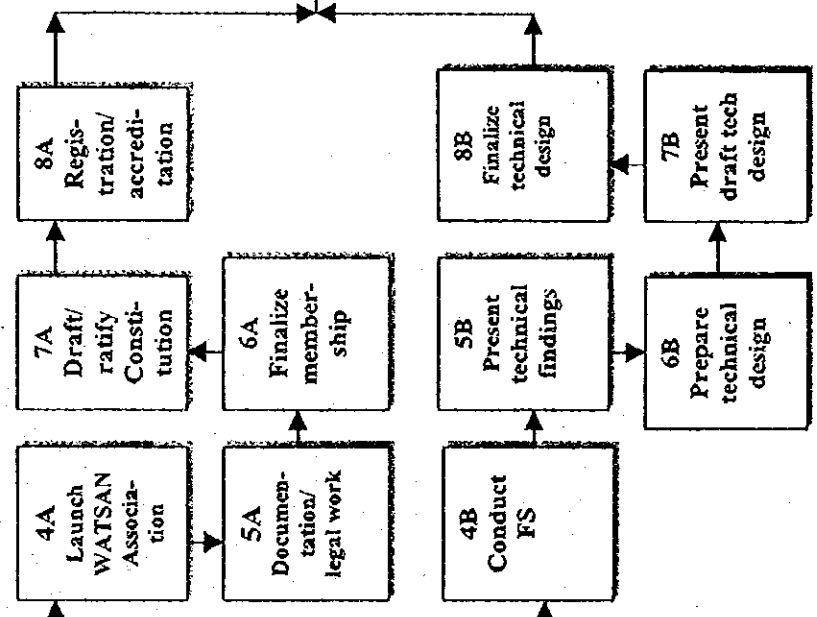 4A
Launch
WATSAN
Associa-
tion
5A
Documen-
tation/
legal work
6A
Finalize
member-
ship
7A
Draft/
ratify
Consti-
tution
8A
Regis-
tration/
accredi-
tation
4B
Conduct
FS
5B
Present
technical
findings
6B
Prepare
technical
design
7B
Present
draft tech
design
8B
Finalize
technical
design